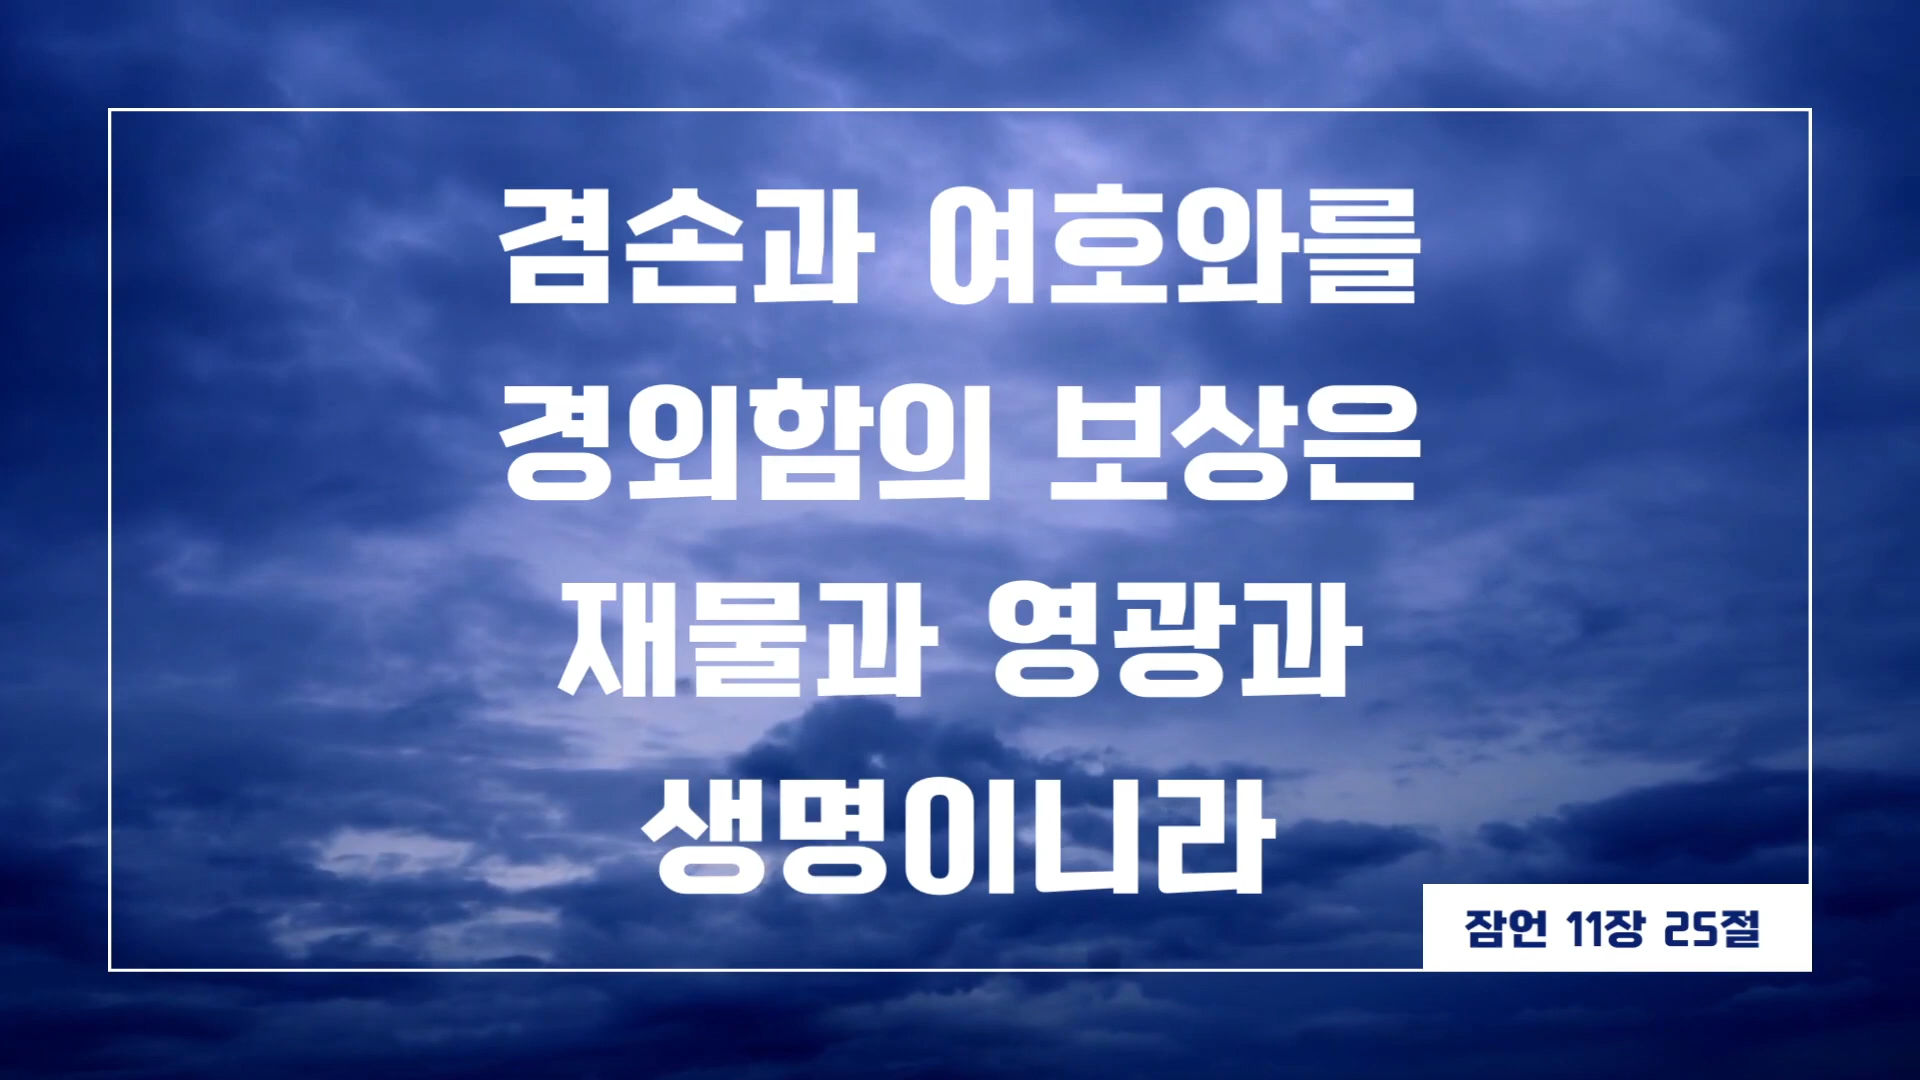 겸손과 여호와를
경외함의 보상은
재물과 영광과
생명이니라
잠언 11장 25절